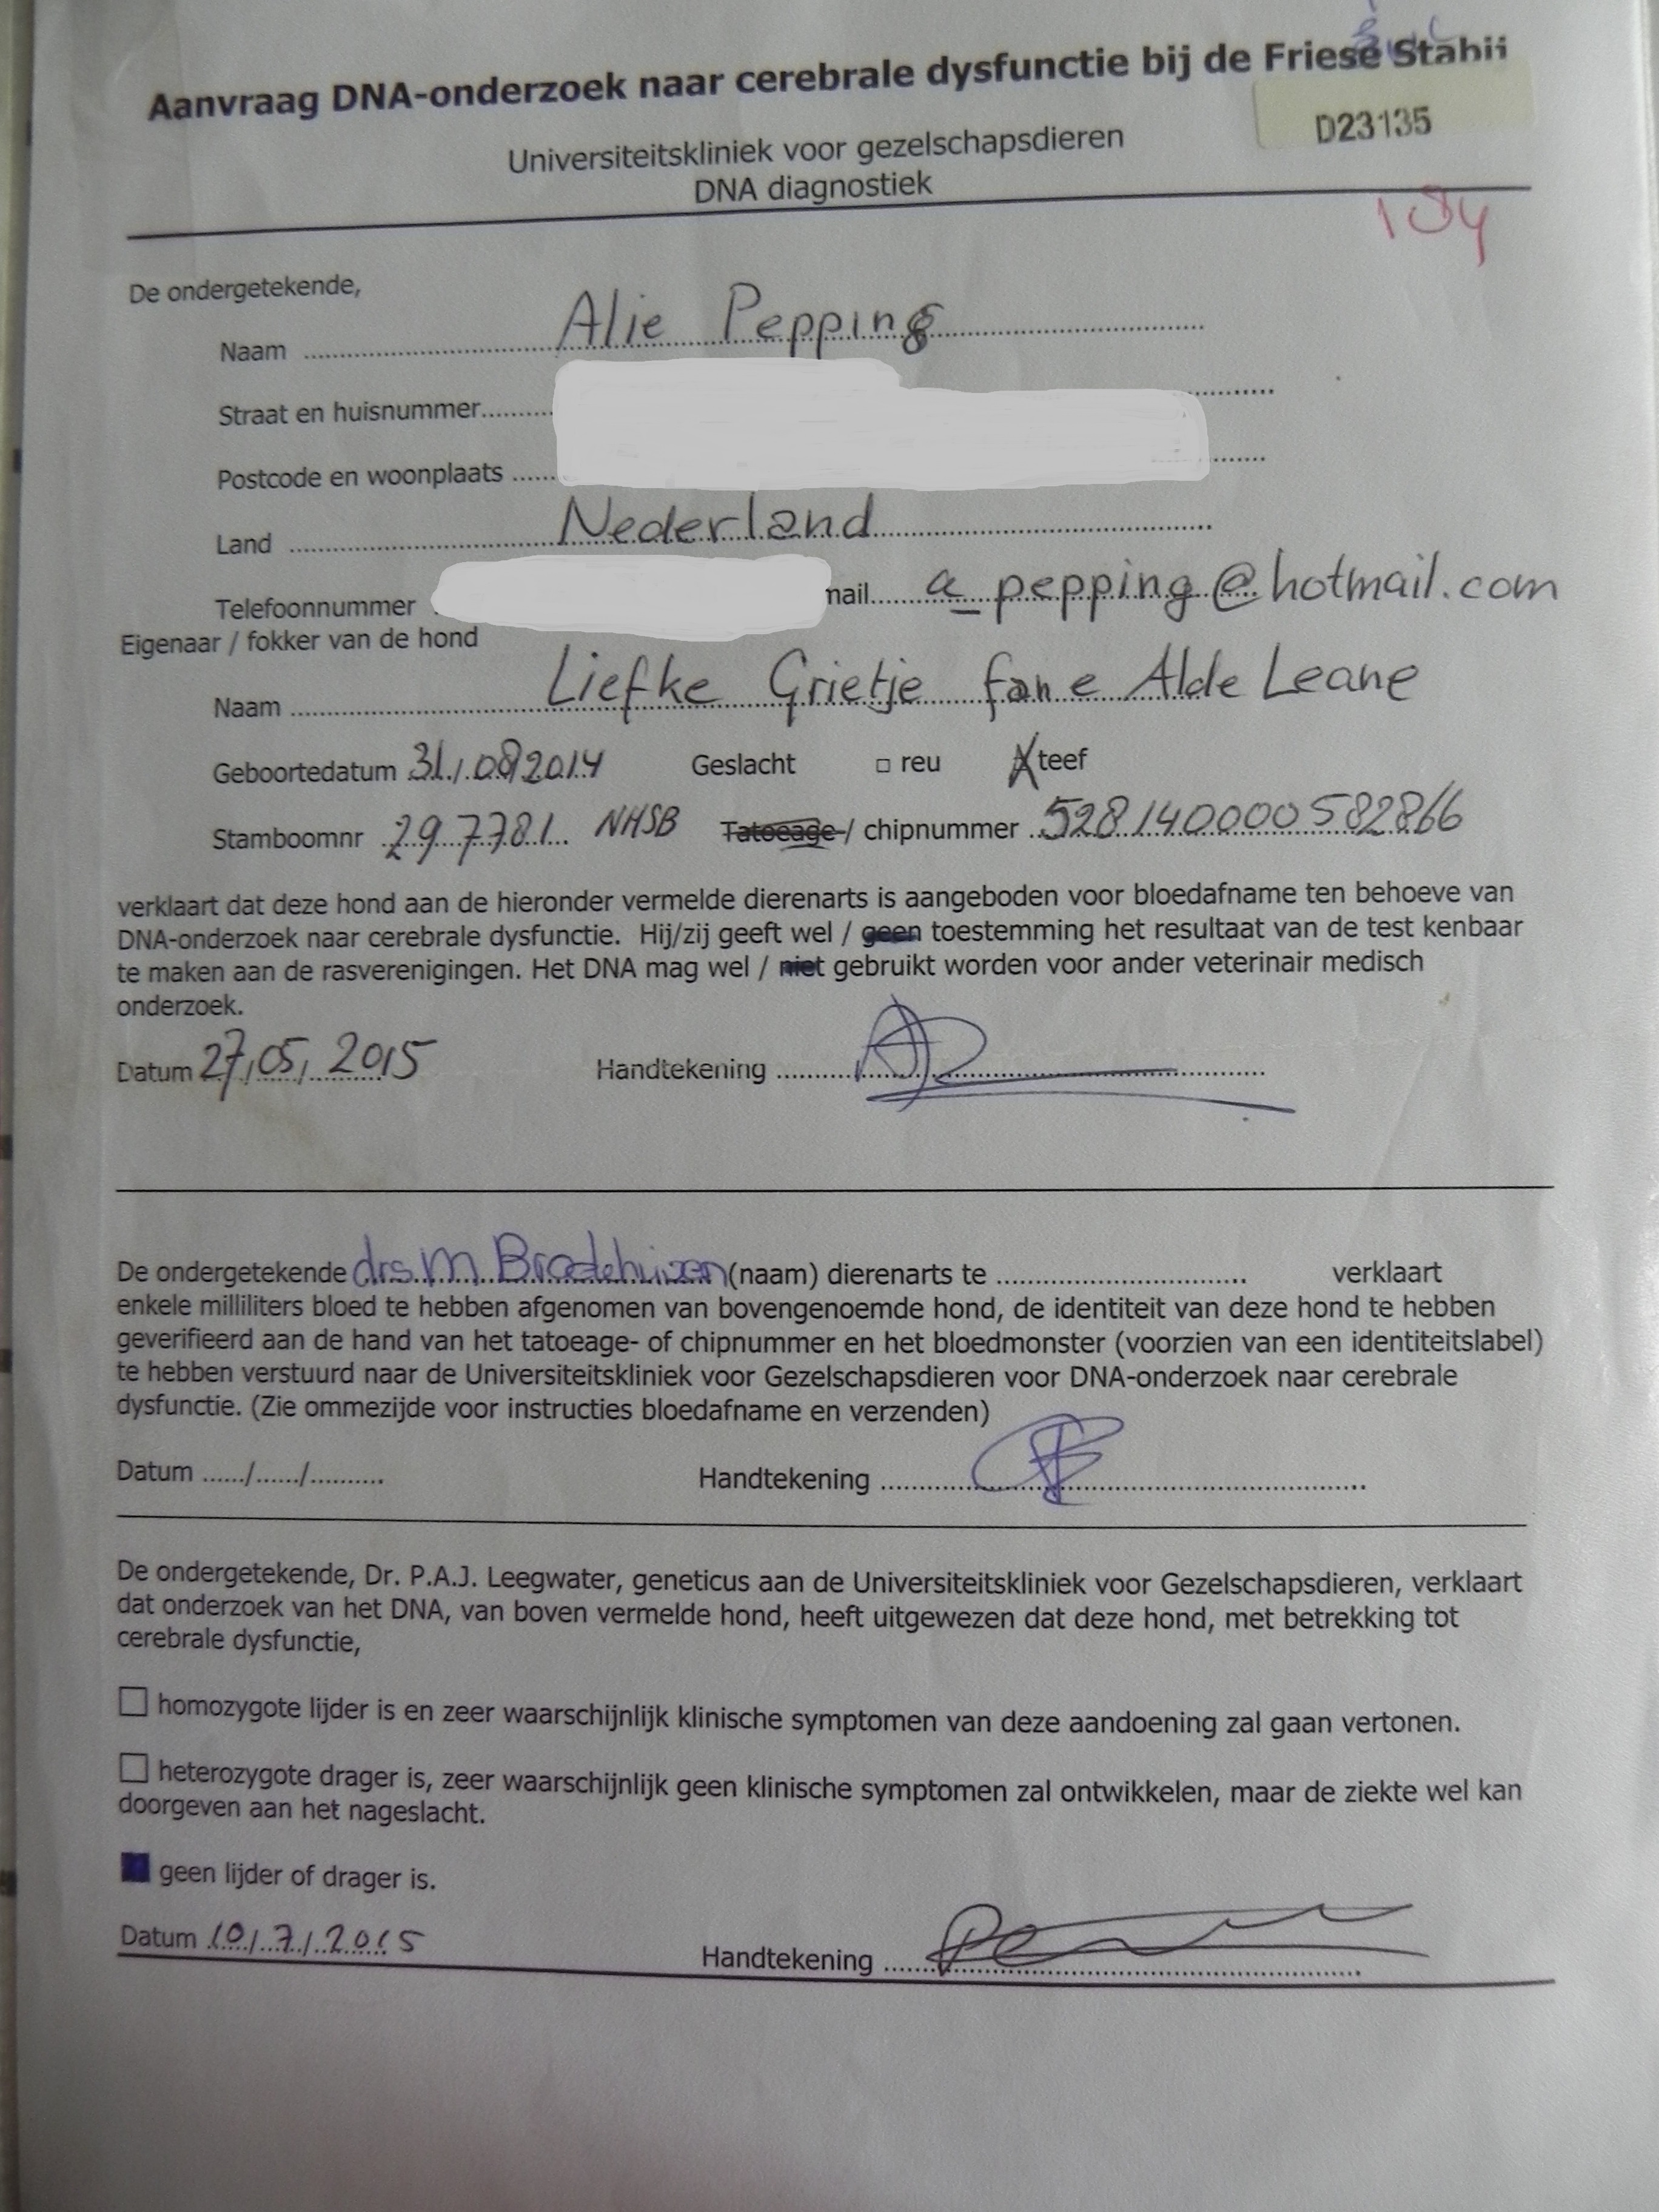 Aanvraag DNA-onderzoek naar cerebrale dysfunctie bij de Friese Stabij
D23135
Universiteitskliniek voor gezelschapsdieren
DNA diagnostiek
184
De ondergetekende,
Naam Alie Pepping
Straat en huisnummer
Postcode en woonplaats
Land Nederland
Telefoonnummer mail a_pepping@hotmail.com
Eigenaar / fokker van de hond
Naam Liefke Grietje fan e Alde Leane
Geboortedatum 31/08/2014 Geslacht □ reu X teef
Stamboomnr 297781 NHSB Tatoeage / chipnummer 528140000582866
verklaart dat deze hond aan de hieronder vermelde dierenarts is aangeboden voor bloedafname ten behoeve van
DNA-onderzoek naar cerebrale dysfunctie. Hij/zij geeft wel / geen toestemming het resultaat van de test kenbaar
te maken aan de rasverenigingen. Het DNA mag wel / niet gebruikt worden voor ander veterinair medisch
onderzoek.
Datum 27/05/2015 Handtekening
De ondergetekende drs. M Brodehuizen (naam) dierenarts te .............................. verklaart
enkele milliliters bloed te hebben afgenomen van bovengenoemde hond, de identiteit van deze hond te hebben
geverifieerd aan de hand van het tatoeage- of chipnummer en het bloedmonster (voorzien van een identiteitslabel)
te hebben verstuurd naar de Universiteitskliniek voor Gezelschapsdieren voor DNA-onderzoek naar cerebrale
dysfunctie. (Zie ommezijde voor instructies bloedafname en verzenden)
Datum ....../....../.......... Handtekening
De ondergetekende, Dr. P.A.J. Leegwater, geneticus aan de Universiteitskliniek voor Gezelschapsdieren, verklaart
dat onderzoek van het DNA, van boven vermelde hond, heeft uitgewezen dat deze hond, met betrekking tot
cerebrale dysfunctie,
□ homozygote lijder is en zeer waarschijnlijk klinische symptomen van deze aandoening zal gaan vertonen.
□ heterozygote drager is, zeer waarschijnlijk geen klinische symptomen zal ontwikkelen, maar de ziekte wel kan
doorgeven aan het nageslacht.
■ geen lijder of drager is.
Datum 10/7/2015 Handtekening